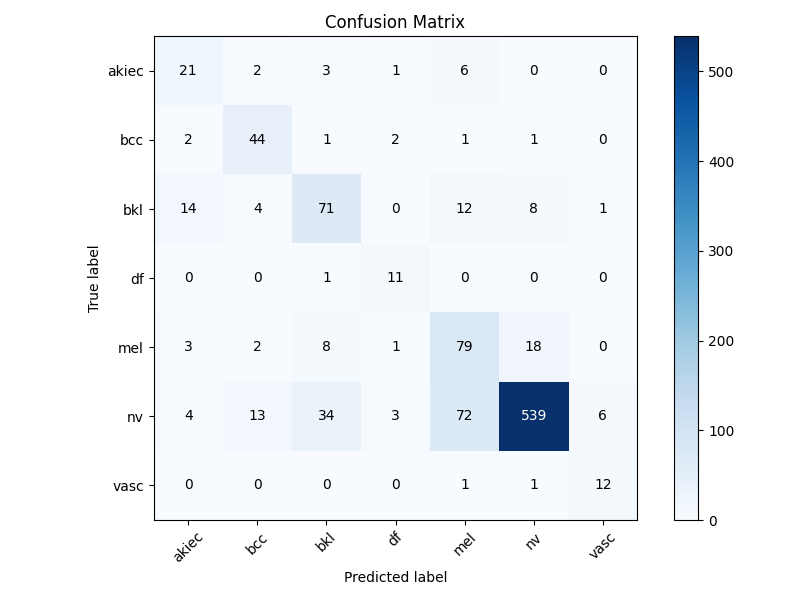 Confusion Matrix
akiec 21 2 3 1 6 0 0
bcc 2 44 1 2 1 1 0
bkl 14 4 71 0 12 8 1
df 0 0 1 11 0 0 0
mel 3 2 8 1 79 18 0
nv 4 13 34 3 72 539 6
vasc 0 0 0 0 1 1 12
akiec bcc bkl df mel nv vasc
Predicted label
True label
500
400
300
200
100
0